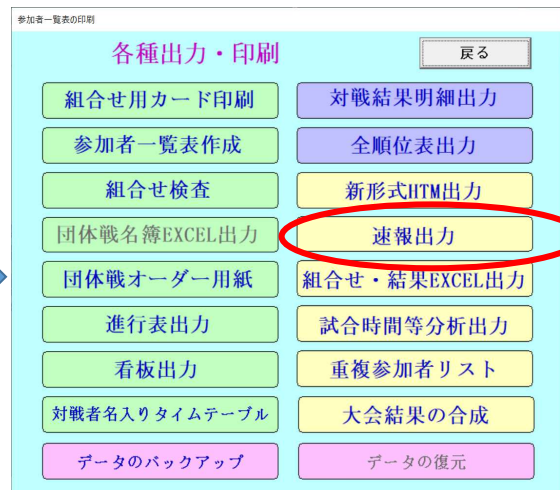 参加者一覧表の印刷
各種出力・印刷
戻る
組合せ用カード印刷
対戦結果明細出力
参加者一覧表作成
全順位表出力
組合せ検査
新形式HTM出力
団体戦名簿EXCEL出力
速報出力
団体戦オーダー用紙
組合せ・結果EXCEL出力
進行表出力
試合時間等分析出力
看板出力
重複参加者リスト
対戦者名入りタイムテーブル
大会結果の合成
データのバックアップ
データの復元